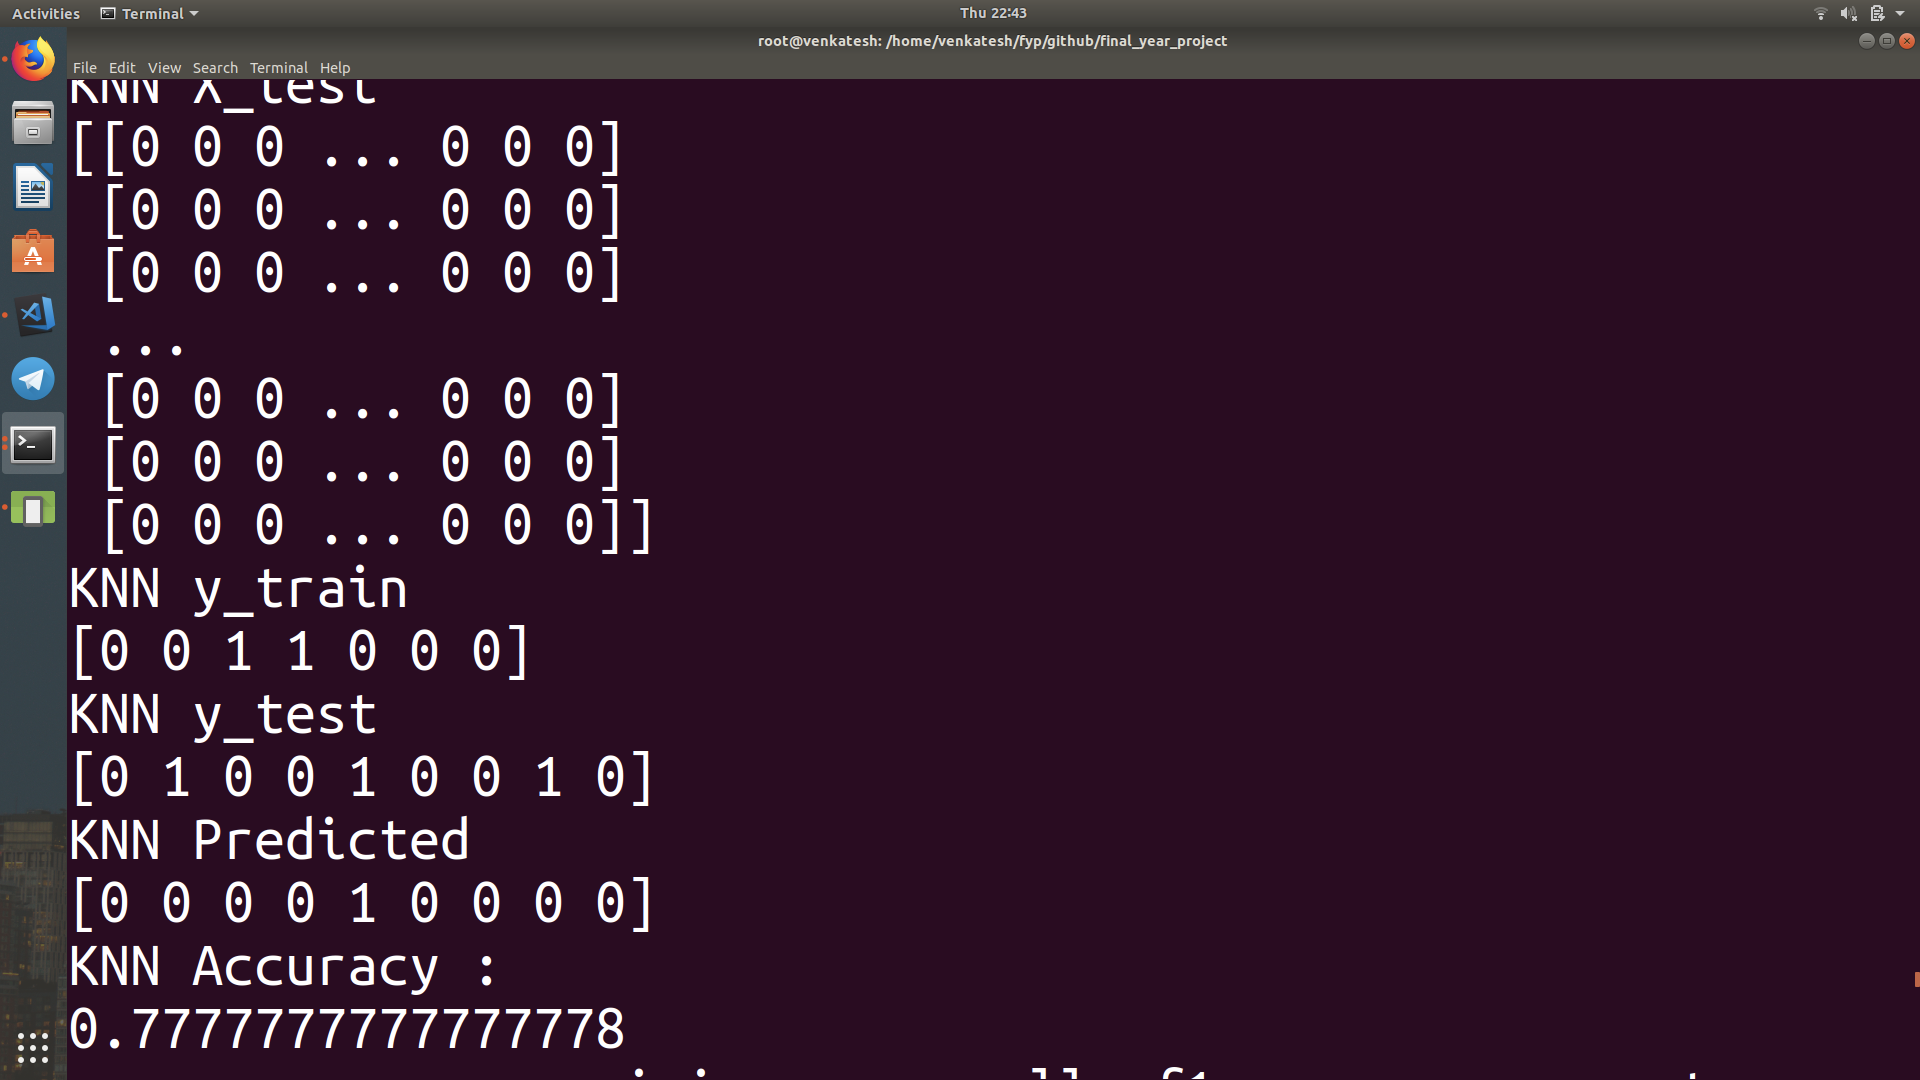 Activities Terminal Thu 22:43
root@venkatesh: /home/venkatesh/fyp/github/final_year_project
File Edit View Search Terminal Help
KNN X_test
[[0 0 0 ... 0 0 0]
[0 0 0 ... 0 0 0]
[0 0 0 ... 0 0 0]
...
[0 0 0 ... 0 0 0]
[0 0 0 ... 0 0 0]
[0 0 0 ... 0 0 0]]
KNN y_train
[0 0 1 1 0 0 0]
KNN y_test
[0 1 0 0 1 0 0 1 0]
KNN Predicted
[0 0 0 0 1 0 0 0 0]
KNN Accuracy :
0.7777777777777778